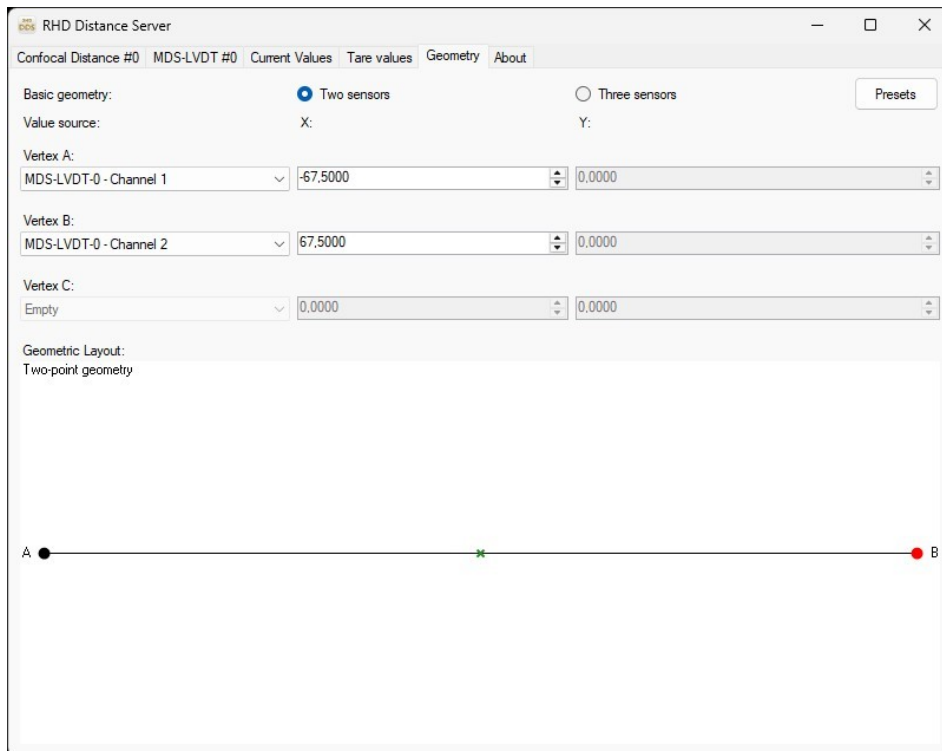 RHD Distance Server
Confocal Distance #0 MDS-LVDT #0 Current Values Tare values Geometry About
Basic geometry: Two sensors Three sensors Presets
Value source: X: Y:
Vertex A:
MDS-LVDT-0 - Channel 1 -67,5000 0,0000
Vertex B:
MDS-LVDT-0 - Channel 2 67,5000 0,0000
Vertex C:
Empty 0,0000 0,0000
Geometric Layout:
Two-point geometry
A B